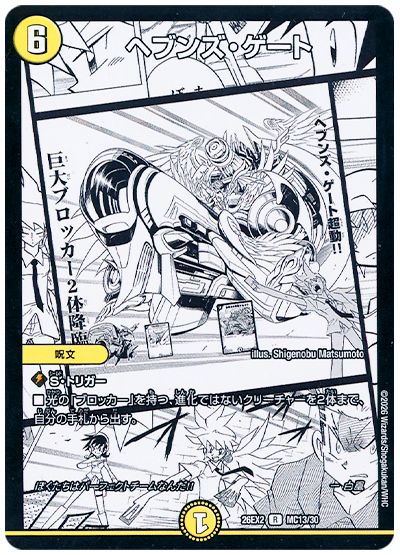 6
ヘブンズ・ゲート
ヘブンズ・ゲート起動!!
巨大ブロッカー2体降臨
illus. Shigenobu Matsumoto
呪文
S・トリガー
■光の「ブロッカー」を持つ、進化ではないクリーチャーを2体まで、
自分の手札から出す。
ぼくたちはパーフェクトチームなんだ!!
— 白凰
1
26EX2 R MC13/30
©2026 Wizards/Shogakukan/WHC